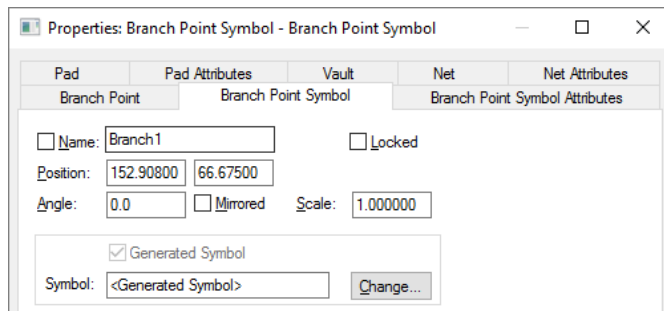 Properties: Branch Point Symbol - Branch Point Symbol
Pad Pad Attributes Vault Net Net Attributes
Branch Point Branch Point Symbol Branch Point Symbol Attributes
Name: Branch1 Locked
Position: 152.90800 66.67500
Angle: 0.0 Mirrored Scale: 1.000000
Generated Symbol
Symbol: <Generated Symbol> Change...